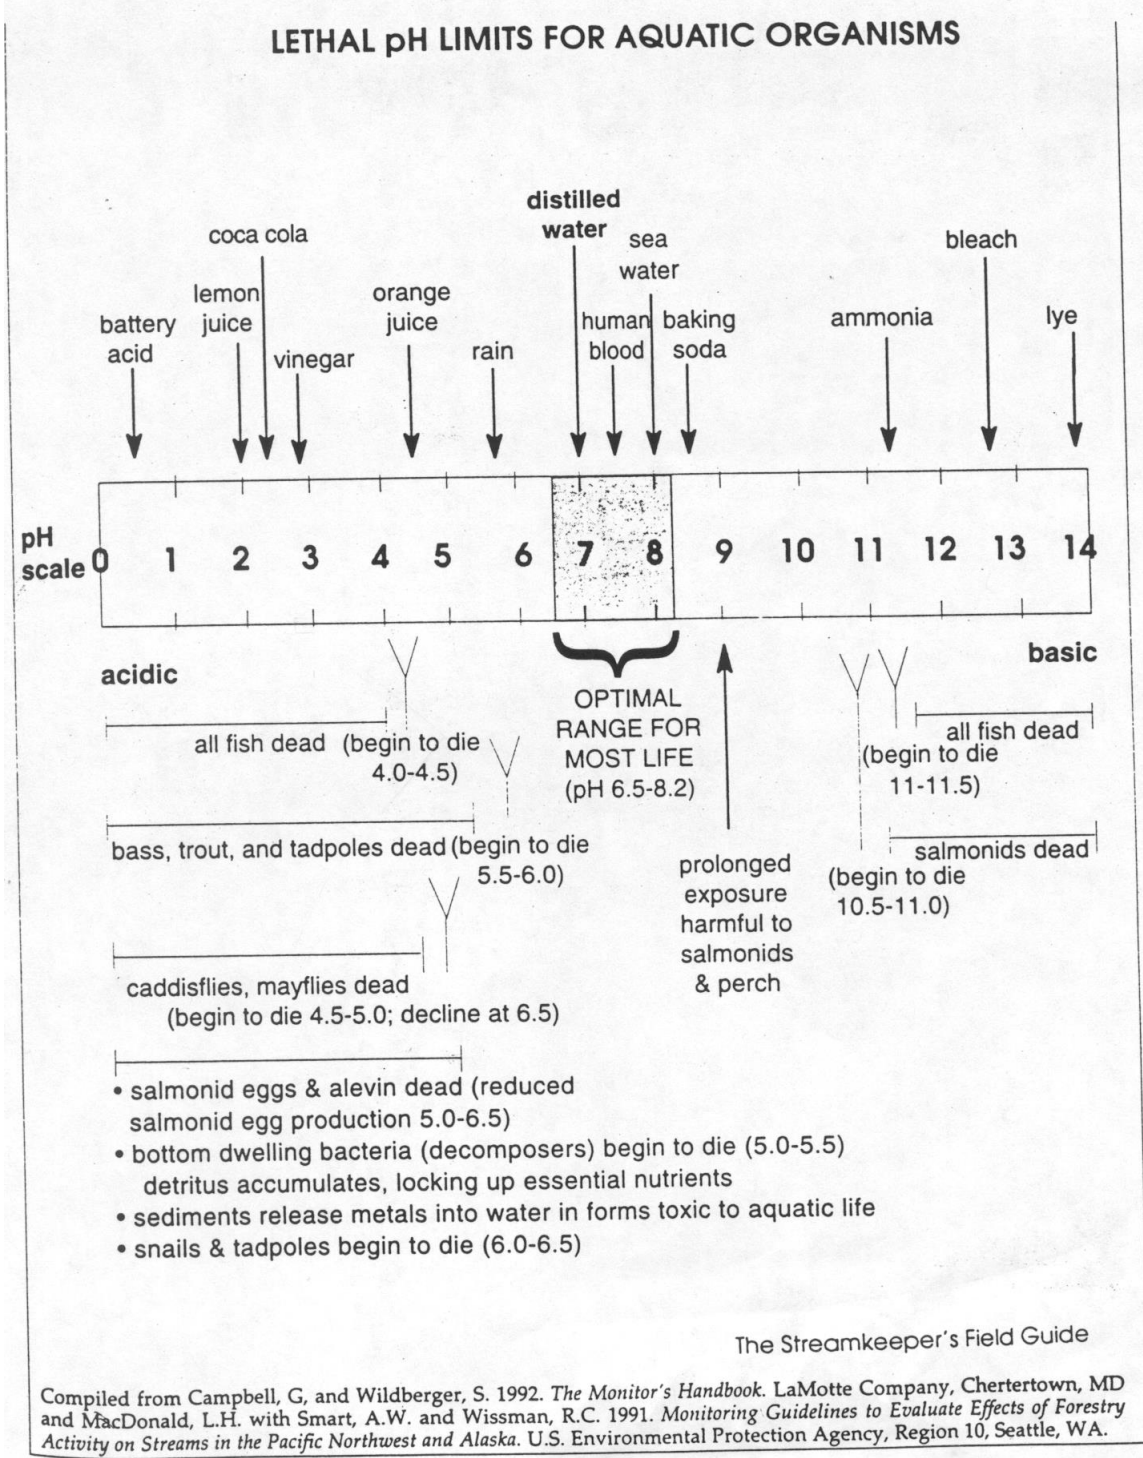 LETHAL pH LIMITS FOR AQUATIC ORGANISMS
distilled
water
coca cola
sea
water
bleach
lemon
juice
orange
juice
battery
acid
human
blood
baking
soda
ammonia
lye
vinegar
rain
pH
scale
0 1 2 3 4 5 6 7 8 9 10 11 12 13 14
acidic
basic
OPTIMAL
RANGE FOR
MOST LIFE
(pH 6.5-8.2)
all fish dead (begin to die
4.0-4.5)
all fish dead
(begin to die
11-11.5)
bass, trout, and tadpoles dead (begin to die
5.5-6.0)
prolonged
exposure
harmful to
salmonids
& perch
salmonids dead
(begin to die
10.5-11.0)
caddisflies, mayflies dead
(begin to die 4.5-5.0; decline at 6.5)
• salmonid eggs & alevin dead (reduced
salmonid egg production 5.0-6.5)
• bottom dwelling bacteria (decomposers) begin to die (5.0-5.5)
detritus accumulates, locking up essential nutrients
• sediments release metals into water in forms toxic to aquatic life
• snails & tadpoles begin to die (6.0-6.5)
The Streamkeeper's Field Guide
Compiled from Campbell, G, and Wildberger, S. 1992. The Monitor's Handbook. LaMotte Company, Chertertown, MD
and MacDonald, L.H. with Smart, A.W. and Wissman, R.C. 1991. Monitoring Guidelines to Evaluate Effects of Forestry
Activity on Streams in the Pacific Northwest and Alaska. U.S. Environmental Protection Agency, Region 10, Seattle, WA.